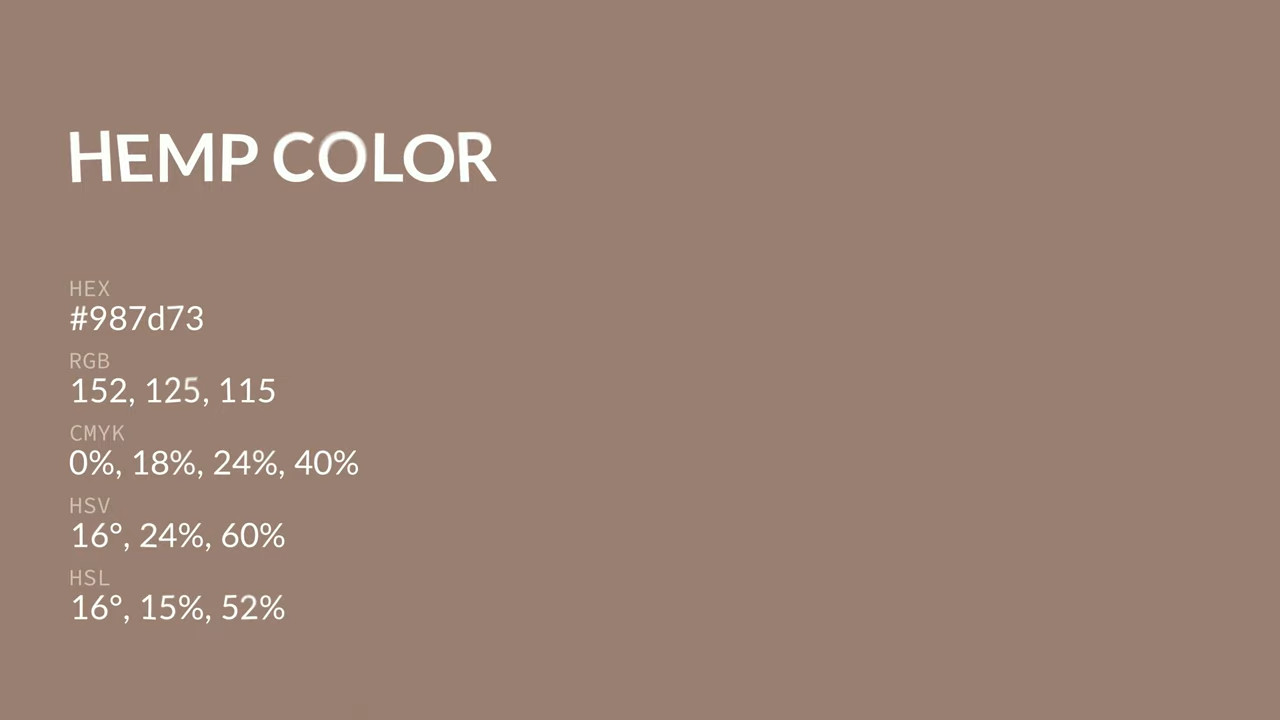 HEMP COLOR
HEX
#987d73
RGB
152, 125, 115
CMYK
0%, 18%, 24%, 40%
HSV
16°, 24%, 60%
HSL
16°, 15%, 52%